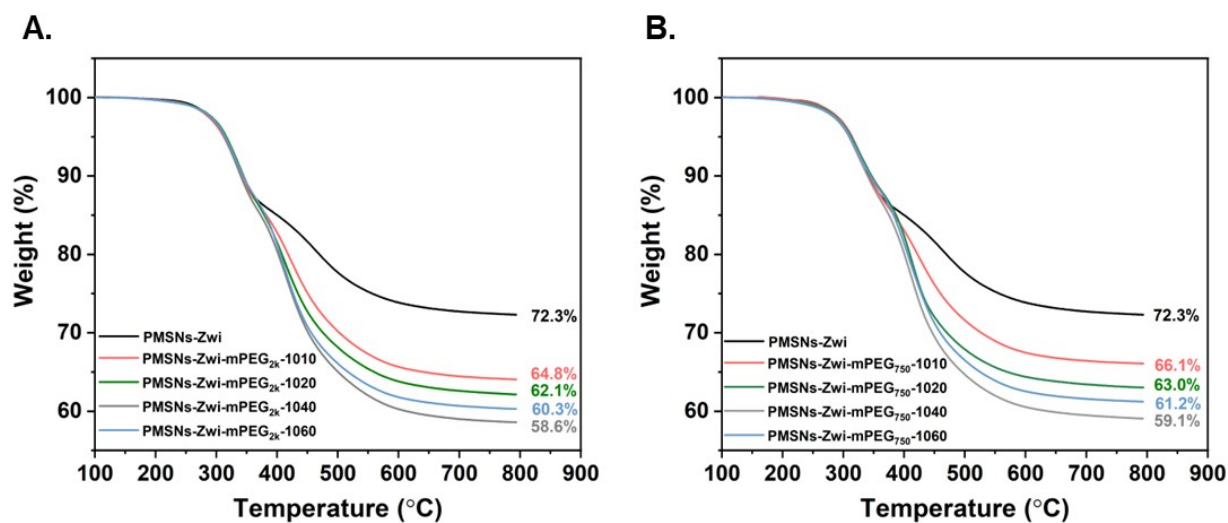 A.
100
90
80
70
60
Weight (%)
100 200 300 400 500 600 700 800 900
Temperature (°C)
PMSNs-Zwi
PMSNs-Zwi-mPEG2k-1010
PMSNs-Zwi-mPEG2k-1020
PMSNs-Zwi-mPEG2k-1040
PMSNs-Zwi-mPEG2k-1060
72.3%
64.8%
62.1%
60.3%
58.6%
B.
100
90
80
70
60
Weight (%)
100 200 300 400 500 600 700 800 900
Temperature (°C)
PMSNs-Zwi
PMSNs-Zwi-mPEG750-1010
PMSNs-Zwi-mPEG750-1020
PMSNs-Zwi-mPEG750-1040
PMSNs-Zwi-mPEG750-1060
72.3%
66.1%
63.0%
61.2%
59.1%